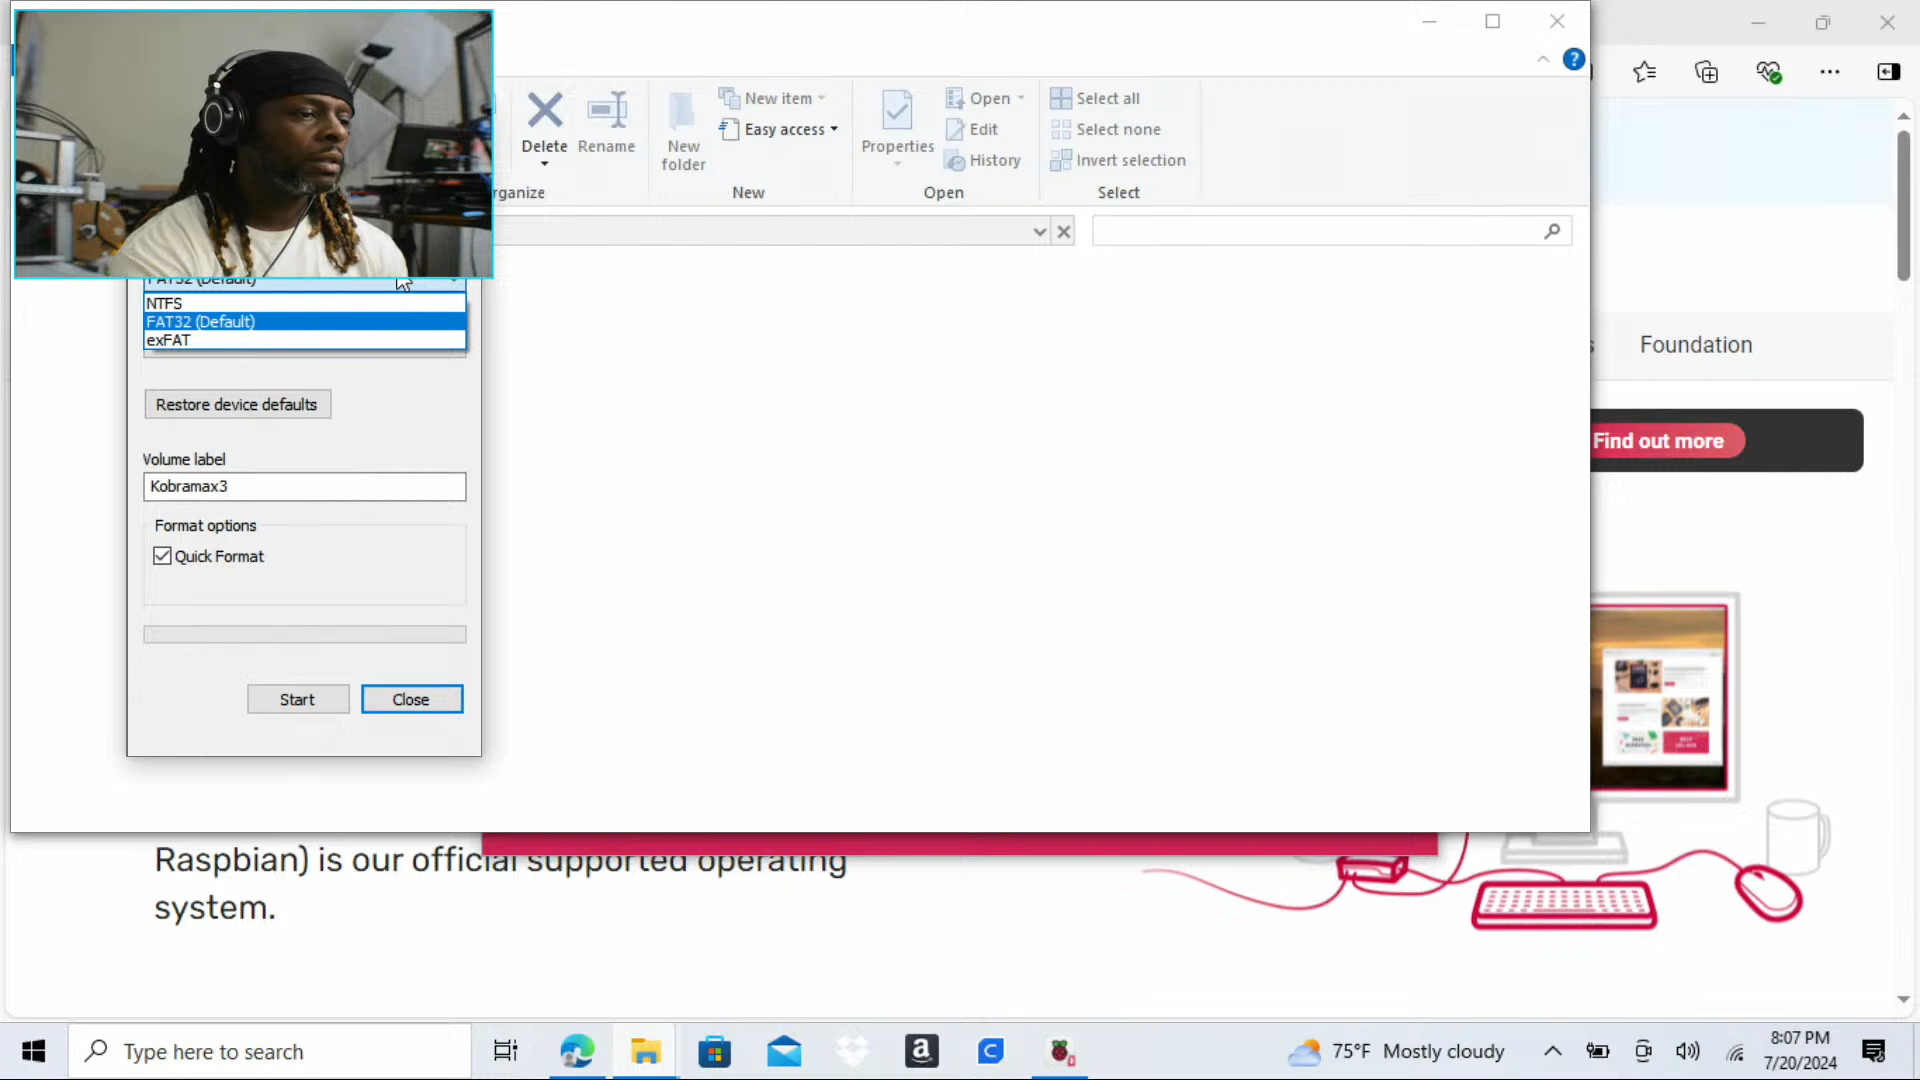 Delete
Rename
New
folder
New item
Easy access
Properties
Open
Edit
History
Select all
Select none
Invert selection
rganize
New
Open
Select
FAT32 (Default)
NTFS
FAT32 (Default)
exFAT
Restore device defaults
Volume label
Kobramax3
Format options
Quick Format
Start
Close
Foundation
Find out more
Raspbian) is our official supported operating
system.
Type here to search
75°F Mostly cloudy
8:07 PM
7/20/2024